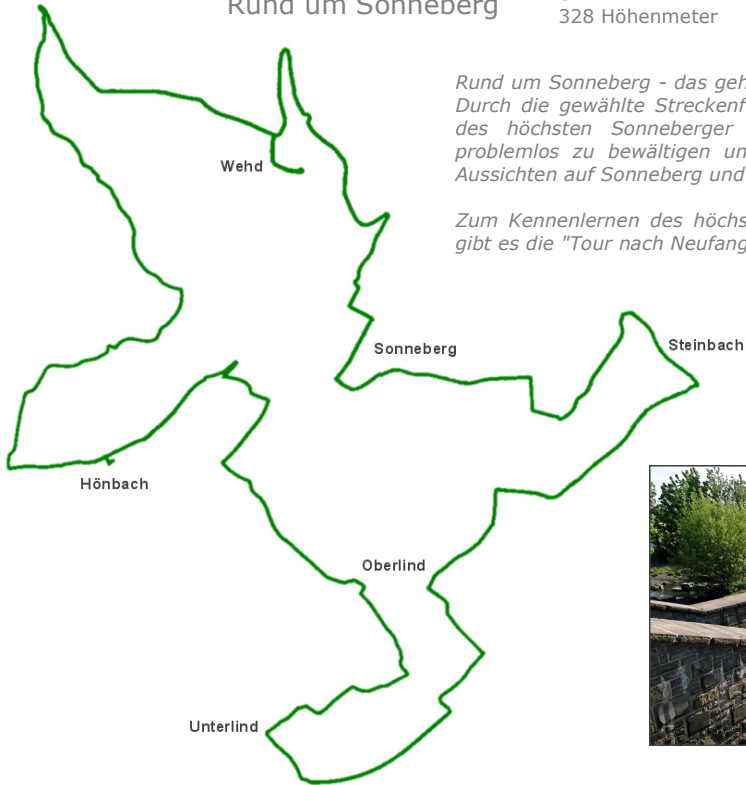 Rund um Sonneberg
328 Höhenmeter
Rund um Sonneberg - das geh
Durch die gewählte Streckenf
des höchsten Sonneberger
problemlos zu bewältigen un
Aussichten auf Sonneberg und
Zum Kennenlernen des höchs
gibt es die "Tour nach Neufang
Wehd
Sonneberg
Steinbach
Hönbach
Oberlind
Unterlind